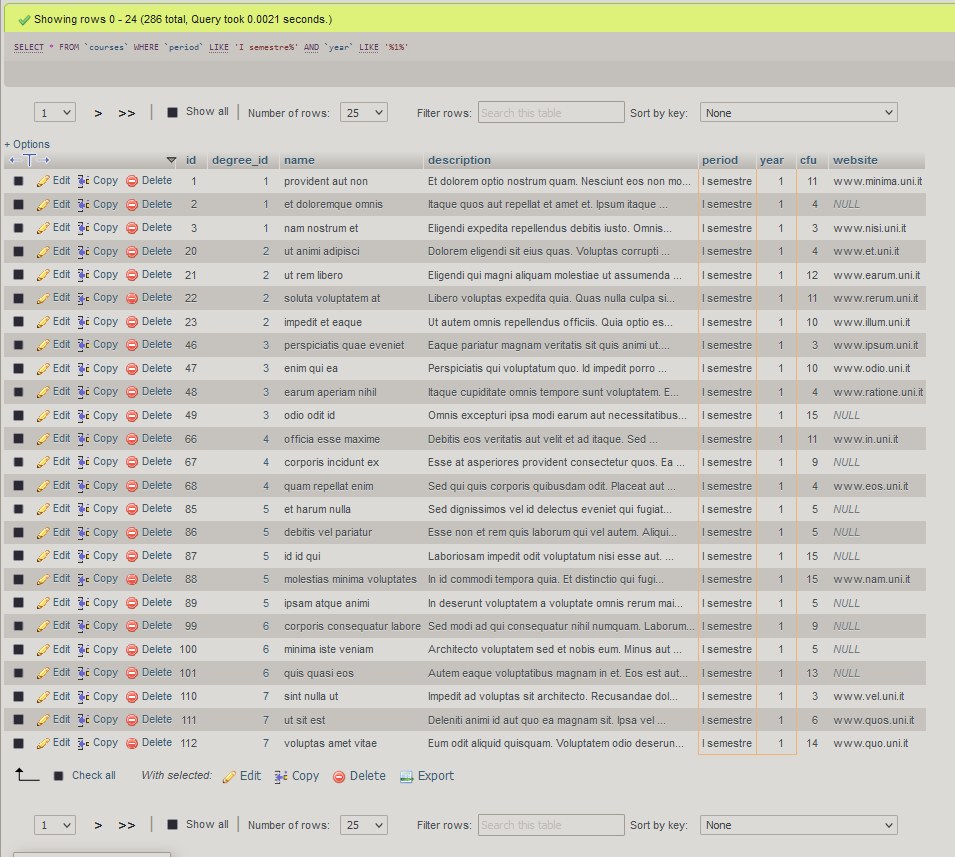 Showing rows 0 - 24 (286 total, Query took 0.0021 seconds.)
SELECT * FROM `courses` WHERE `period` LIKE 'I semestre%' AND `year` LIKE '%1%'
1 > >> Show all Number of rows: 25 Filter rows: Search this table Sort by key: None
+ Options
←T→ id degree_id name description period year cfu website
Edit Copy Delete 1 1 provident aut non Et dolorem optio nostrum quam. Nesciunt eos non mo... I semestre 1 11 www.minima.uni.it
Edit Copy Delete 2 1 et doloremque omnis Itaque quos aut repellat et amet et. Ipsum itaque ... I semestre 1 4 NULL
Edit Copy Delete 3 1 nam nostrum et Eligendi expedita repellendus debitis iusto. Omnis... I semestre 1 3 www.nisi.uni.it
Edit Copy Delete 20 2 ut animi adipisci Dolorem eligendi sit eius quas. Voluptas corrupti ... I semestre 1 4 www.et.uni.it
Edit Copy Delete 21 2 ut rem libero Eligendi qui magni aliquam molestiae ut assumenda ... I semestre 1 12 www.earum.uni.it
Edit Copy Delete 22 2 soluta voluptatem at Libero voluptas expedita quia. Quas nulla culpa si... I semestre 1 11 www.rerum.uni.it
Edit Copy Delete 23 2 impedit et eaque Ut autem omnis repellendus officiis. Quia optio es... I semestre 1 10 www.illum.uni.it
Edit Copy Delete 46 3 perspiciatis quae eveniet Eaque pariatur magnam veritatis sit quis animi ut.... I semestre 1 3 www.ipsum.uni.it
Edit Copy Delete 47 3 enim qui ea Perspiciatis qui voluptatum quo. Id impedit porro ... I semestre 1 10 www.odio.uni.it
Edit Copy Delete 48 3 earum aperiam nihil Itaque cupiditate omnis tempore sunt voluptatem. E... I semestre 1 4 www.ratione.uni.it
Edit Copy Delete 49 3 odio odit id Omnis excepturi ipsa modi earum aut necessitatibus... I semestre 1 15 NULL
Edit Copy Delete 66 4 officia esse maxime Debitis eos veritatis aut velit et ad itaque. Sed ... I semestre 1 11 www.in.uni.it
Edit Copy Delete 67 4 corporis incidunt ex Esse at asperiores provident consectetur quos. Ea ... I semestre 1 9 NULL
Edit Copy Delete 68 4 quam repellat enim Sed qui quis corporis quibusdam odit. Placeat aut ... I semestre 1 4 www.eos.uni.it
Edit Copy Delete 85 5 et harum nulla Sed dignissimos vel id delectus eveniet qui fugiat... I semestre 1 5 NULL
Edit Copy Delete 86 5 debitis vel pariatur Esse non et rem quis laborum qui vel autem. Aliqui... I semestre 1 5 NULL
Edit Copy Delete 87 5 id id qui Laboriosam impedit odit voluptatum nisi esse aut. ... I semestre 1 15 NULL
Edit Copy Delete 88 5 molestias minima voluptates In id commodi tempora quia. Et distinctio qui fugi... I semestre 1 15 www.nam.uni.it
Edit Copy Delete 89 5 ipsam atque animi In deserunt voluptatem a voluptate omnis rerum mai... I semestre 1 5 NULL
Edit Copy Delete 99 6 corporis consequatur labore Sed modi ad qui consequatur nihil numquam. Laborum... I semestre 1 9 NULL
Edit Copy Delete 100 6 minima iste veniam Architecto voluptatem sed et nobis eum. Minus aut ... I semestre 1 5 NULL
Edit Copy Delete 101 6 quis quasi eos Autem eaque voluptatibus magnam in et. Eos est aut... I semestre 1 13 NULL
Edit Copy Delete 110 7 sint nulla ut Impedit ad voluptas sit architecto. Recusandae dol... I semestre 1 3 www.vel.uni.it
Edit Copy Delete 111 7 ut sit est Deleniti animi id aut quo ea magnam sit. Ipsa vel ... I semestre 1 6 www.quos.uni.it
Edit Copy Delete 112 7 voluptas amet vitae Eum odit aliquid quisquam. Voluptatem odio deserun... I semestre 1 14 www.quo.uni.it
Check all With selected: Edit Copy Delete Export
1 > >> Show all Number of rows: 25 Filter rows: Search this table Sort by key: None